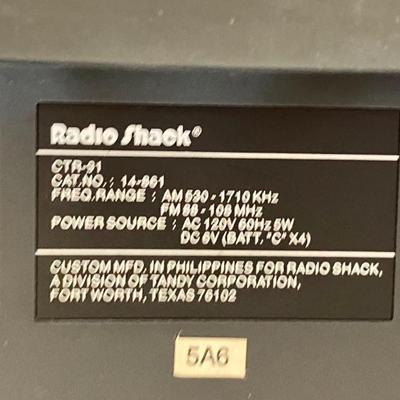 Radio Shack®
CTR-91
CAT.NO.: 14-861
FREQ.RANGE : AM 530 - 1710 KHz
FM 88 - 108 MHz
POWER SOURCE : AC 120V 60Hz 5W
DC 6V (BATT. "C" X4)
CUSTOM MFD. IN PHILIPPINES FOR RADIO SHACK,
A DIVISION OF TANDY CORPORATION,
FORT WORTH, TEXAS 76102
5A6